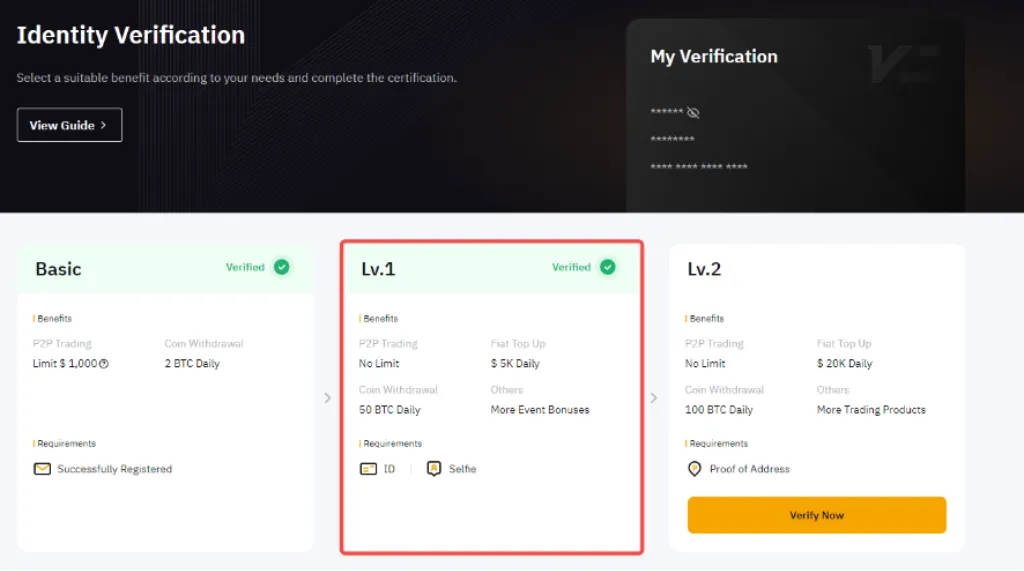 Identity Verification
Select a suitable benefit according to your needs and complete the certification.
View Guide >
My Verification
******
********
**** **** **** ****
Basic
Verified
Benefits
P2P Trading
Coin Withdrawal
Limit $ 1,000
2 BTC Daily
Requirements
Successfully Registered
Lv.1
Verified
Benefits
P2P Trading
Fiat Top Up
No Limit
$ 5K Daily
Coin Withdrawal
Others
50 BTC Daily
More Event Bonuses
Requirements
ID
Selfie
Lv.2
Benefits
P2P Trading
Fiat Top Up
No Limit
$ 20K Daily
Coin Withdrawal
Others
100 BTC Daily
More Trading Products
Requirements
Proof of Address
Verify Now